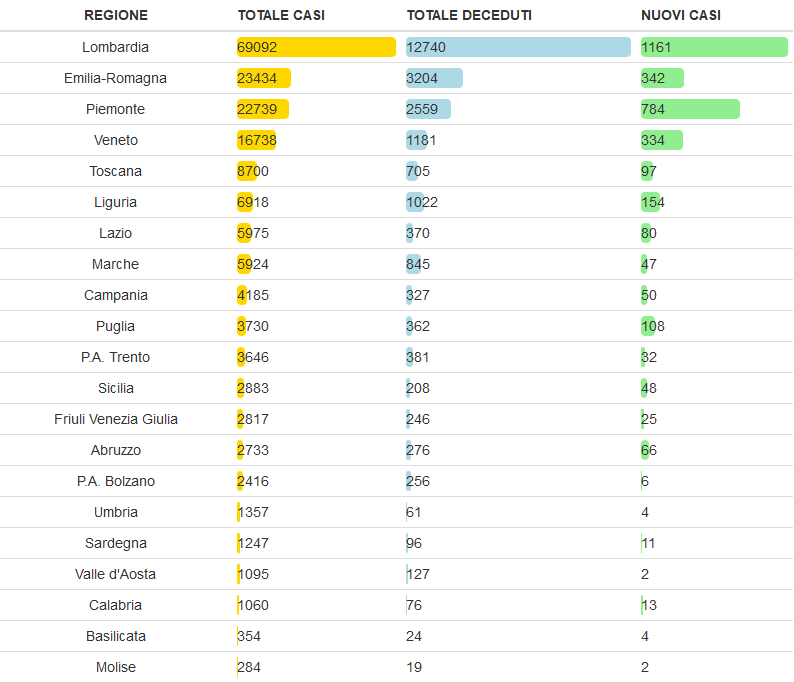 REGIONE TOTALE CASI TOTALE DECEDUTI NUOVI CASI
Lombardia 69092 12740 1161
Emilia-Romagna 23434 3204 342
Piemonte 22739 2559 784
Veneto 16738 1181 334
Toscana 8700 705 97
Liguria 6918 1022 154
Lazio 5975 370 80
Marche 5924 845 47
Campania 4185 327 50
Puglia 3730 362 108
P.A. Trento 3646 381 32
Sicilia 2883 208 48
Friuli Venezia Giulia 2817 246 25
Abruzzo 2733 276 66
P.A. Bolzano 2416 256 6
Umbria 1357 61 4
Sardegna 1247 96 11
Valle d'Aosta 1095 127 2
Calabria 1060 76 13
Basilicata 354 24 4
Molise 284 19 2